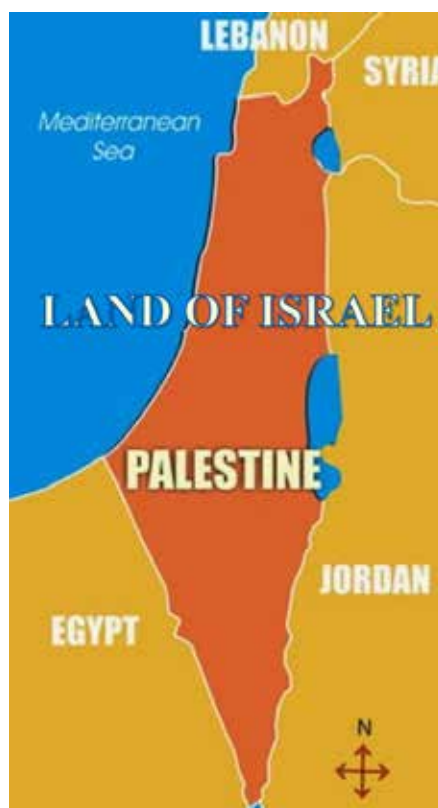 LEBANON
SYRIA
Mediterranean
Sea
LAND OF ISRAEL
PALESTINE
JORDAN
EGYPT
N